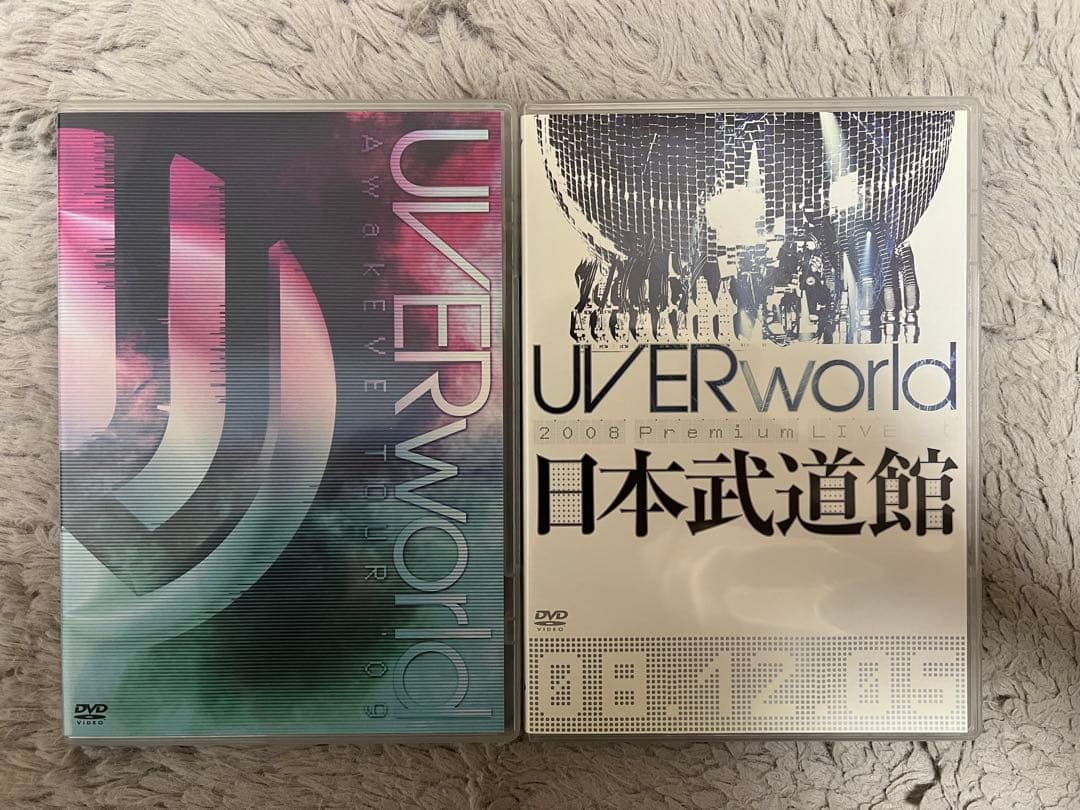 UVERworld
AwakEVE TOUR '09
DVD
VIDEO
UVERworld
2008 Premium LIVE
日本武道館
DVD
VIDEO
08.12.05